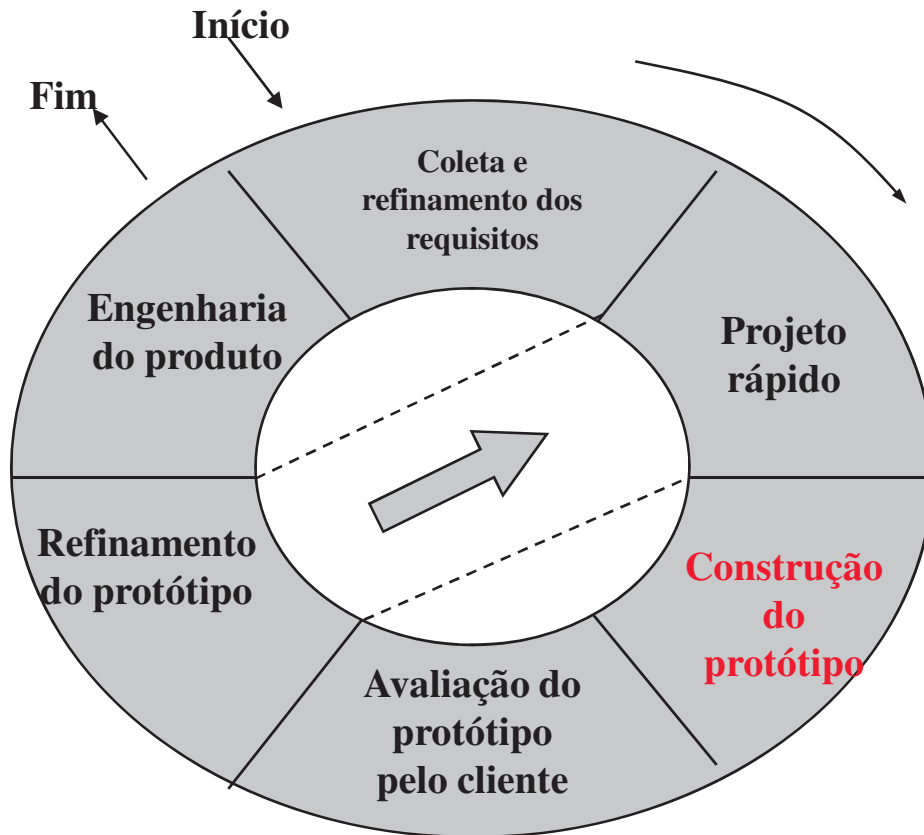 Início
Fim
Coleta e
refinamento dos
requisitos
Projeto
rápido
Construção
do
protótipo
Avaliação do
protótipo
pelo cliente
Refinamento
do protótipo
Engenharia
do produto